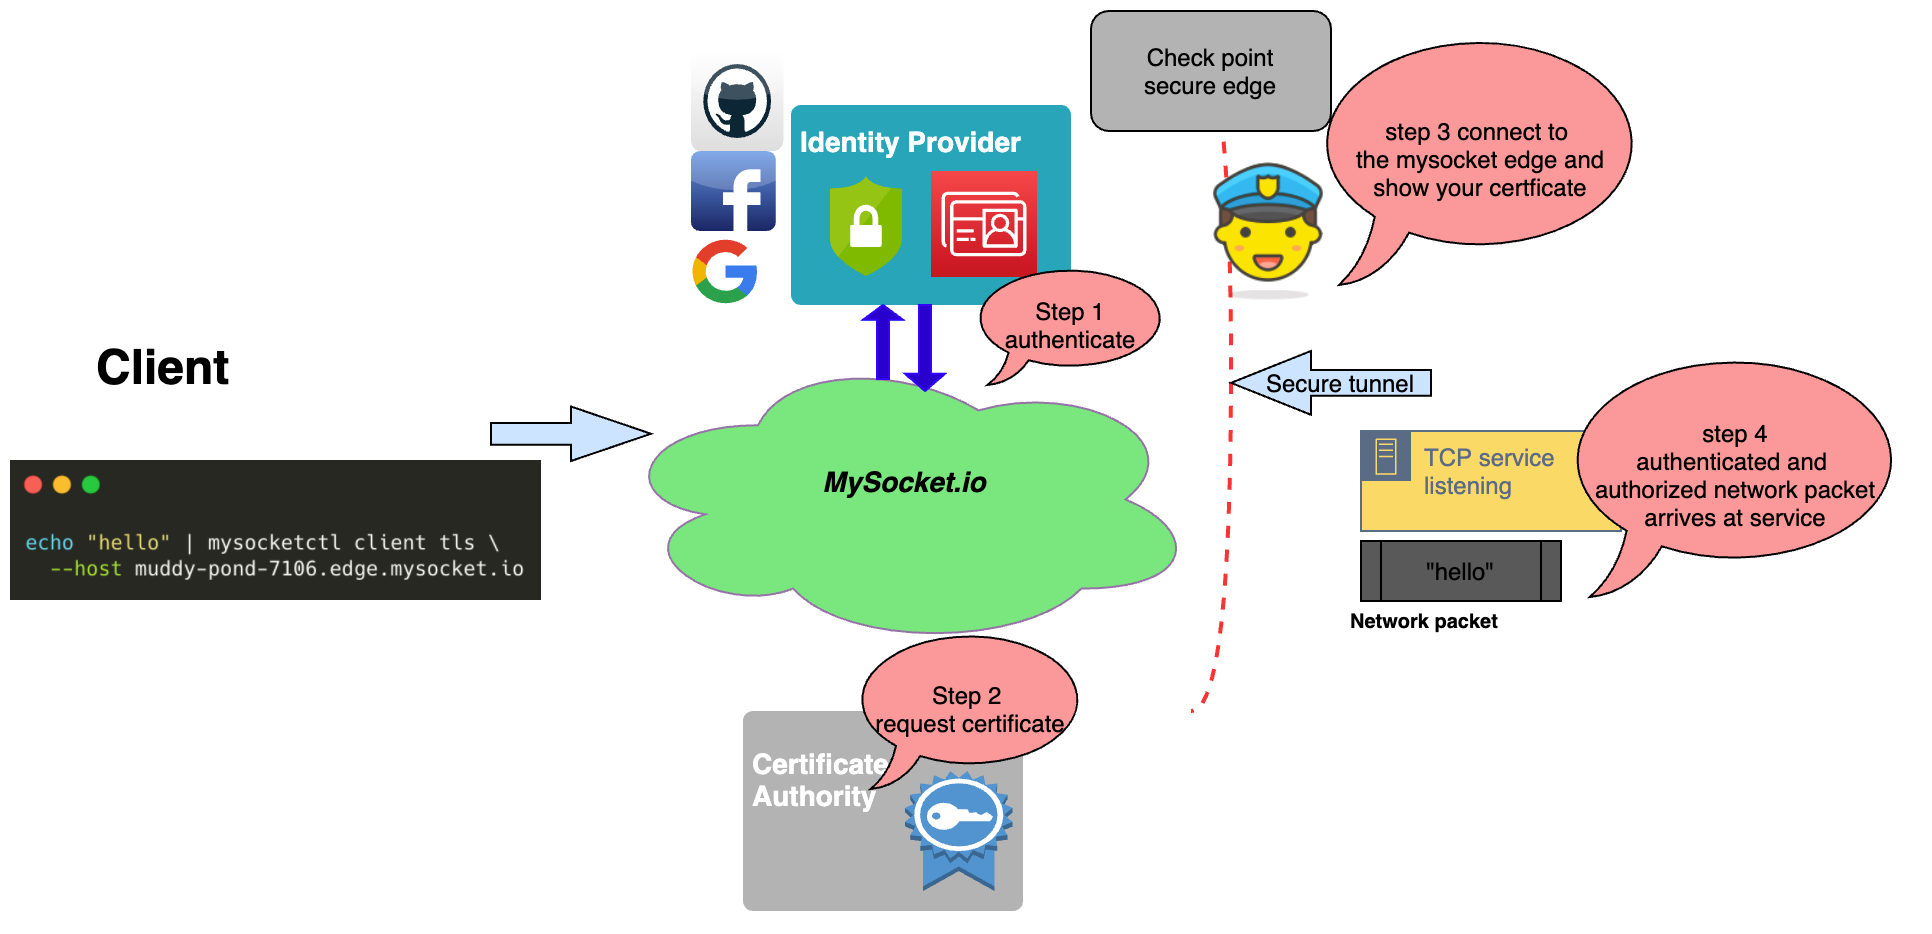 Check point
secure edge
step 3 connect to
the mysocket edge and
show your certficate
Identity Provider
Step 1
authenticate
Client
Secure tunnel
MySocket.io
echo "hello" | mysocketctl client tls \
--host muddy-pond-7106.edge.mysocket.io
TCP service
listening
step 4
authenticated and
authorized network packet
arrives at service
"hello"
Network packet
Step 2
request certificate
Certificate
Authority